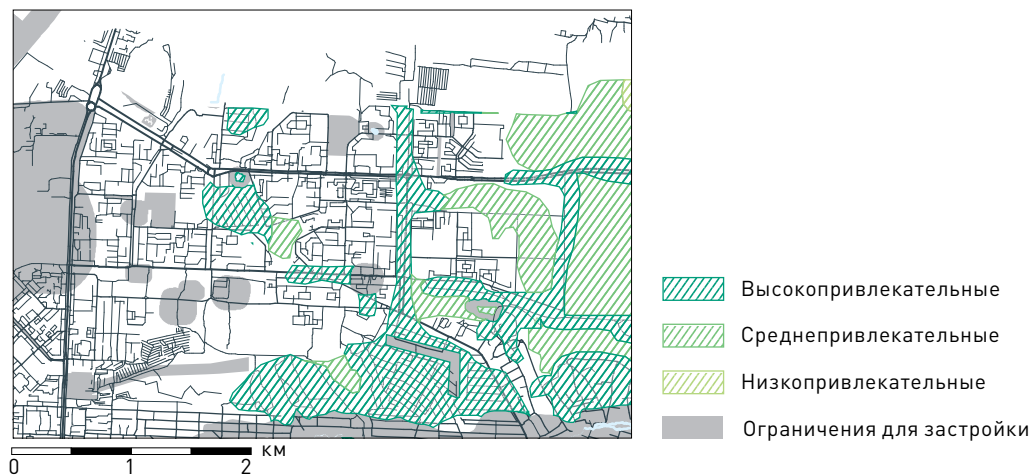 Высокопривлекательные
Среднепривлекательные
Низкопривлекательные
Ограничения для застройки
км
0 1 2